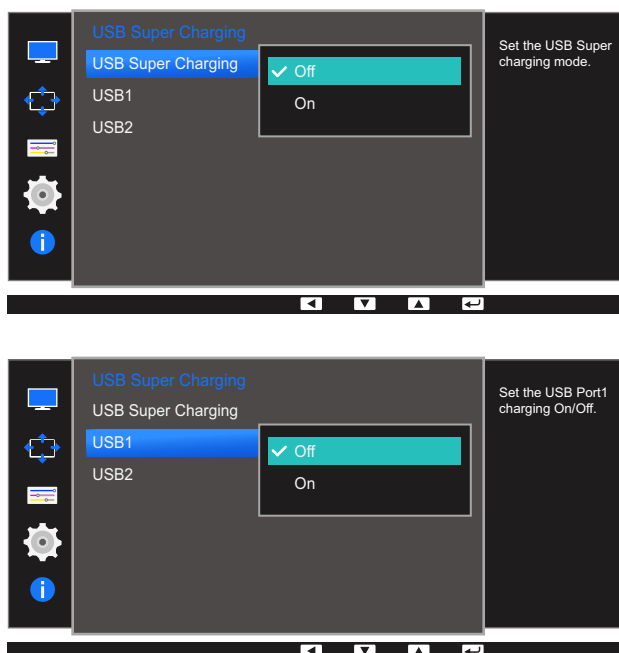 USB Super Charging
USB Super Charging
Off
Set the USB Super
charging mode.
USB1
On
USB2
USB Super Charging
USB Super Charging
Set the USB Port1
charging On/Off.
USB1
Off
USB2
On